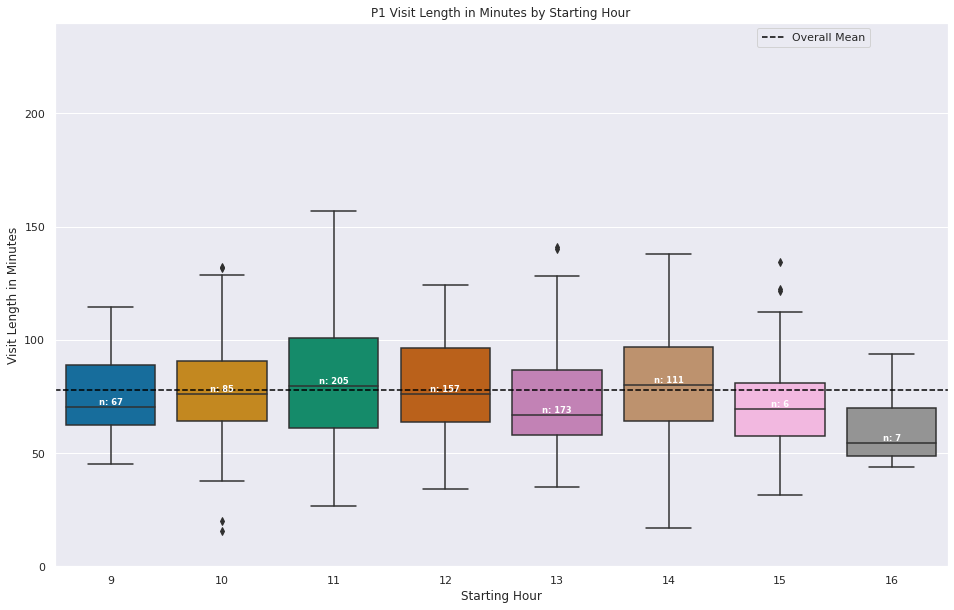 P1 Visit Length in Minutes by Starting Hour
Overall Mean
Visit Length in Minutes
200
150
100
50
0
n: 67
n: 85
n: 205
n: 157
n: 173
n: 111
n: 6
n: 7
9
10
11
12
13
14
15
16
Starting Hour